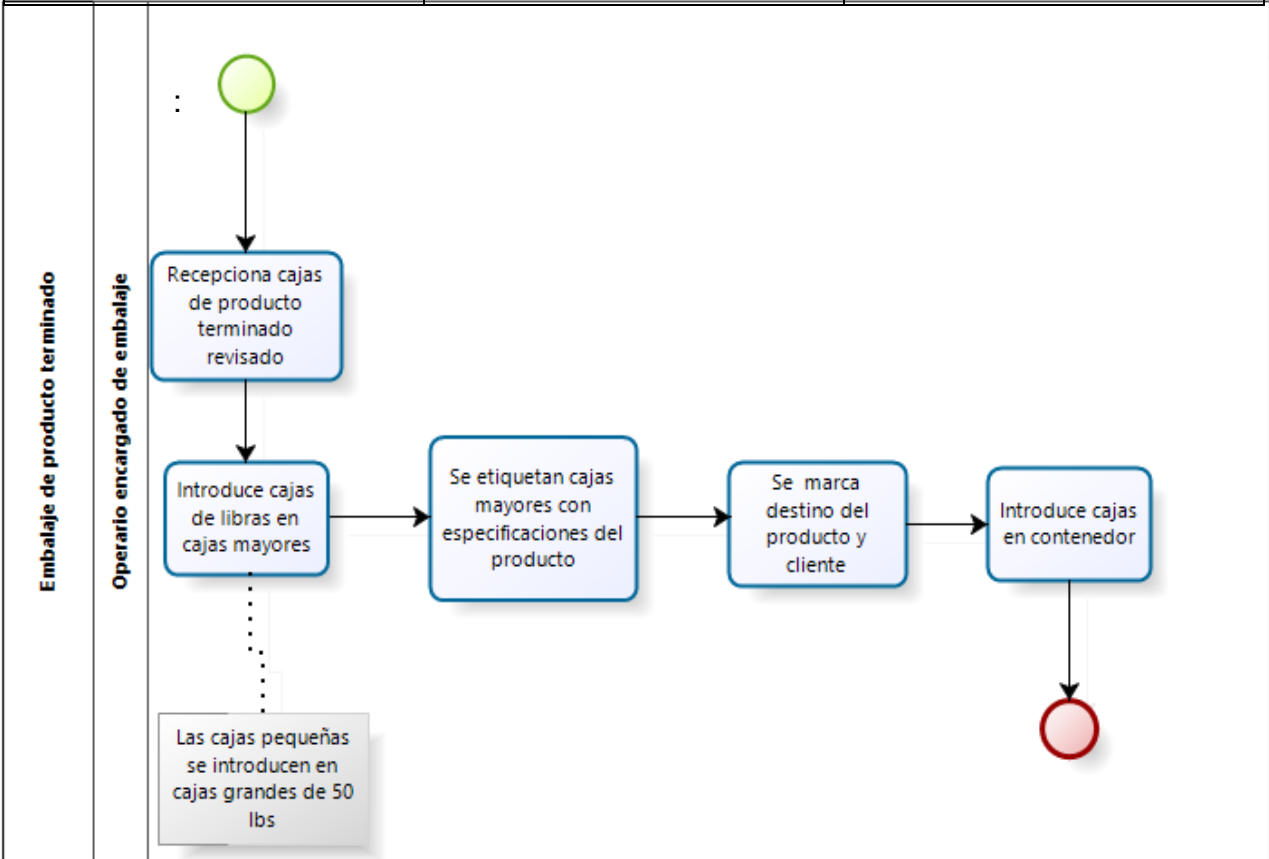 Embalaje de producto terminado
Operario encargado de embalaje
:
Recepciona cajas
de producto
terminado
revisado
Introduce cajas
de libras en
cajas mayores
Se etiquetan cajas
mayores con
especificaciones del
producto
Se marca
destino del
producto y
cliente
Introduce cajas
en contenedor
Las cajas pequeñas
se introducen en
cajas grandes de 50
lbs